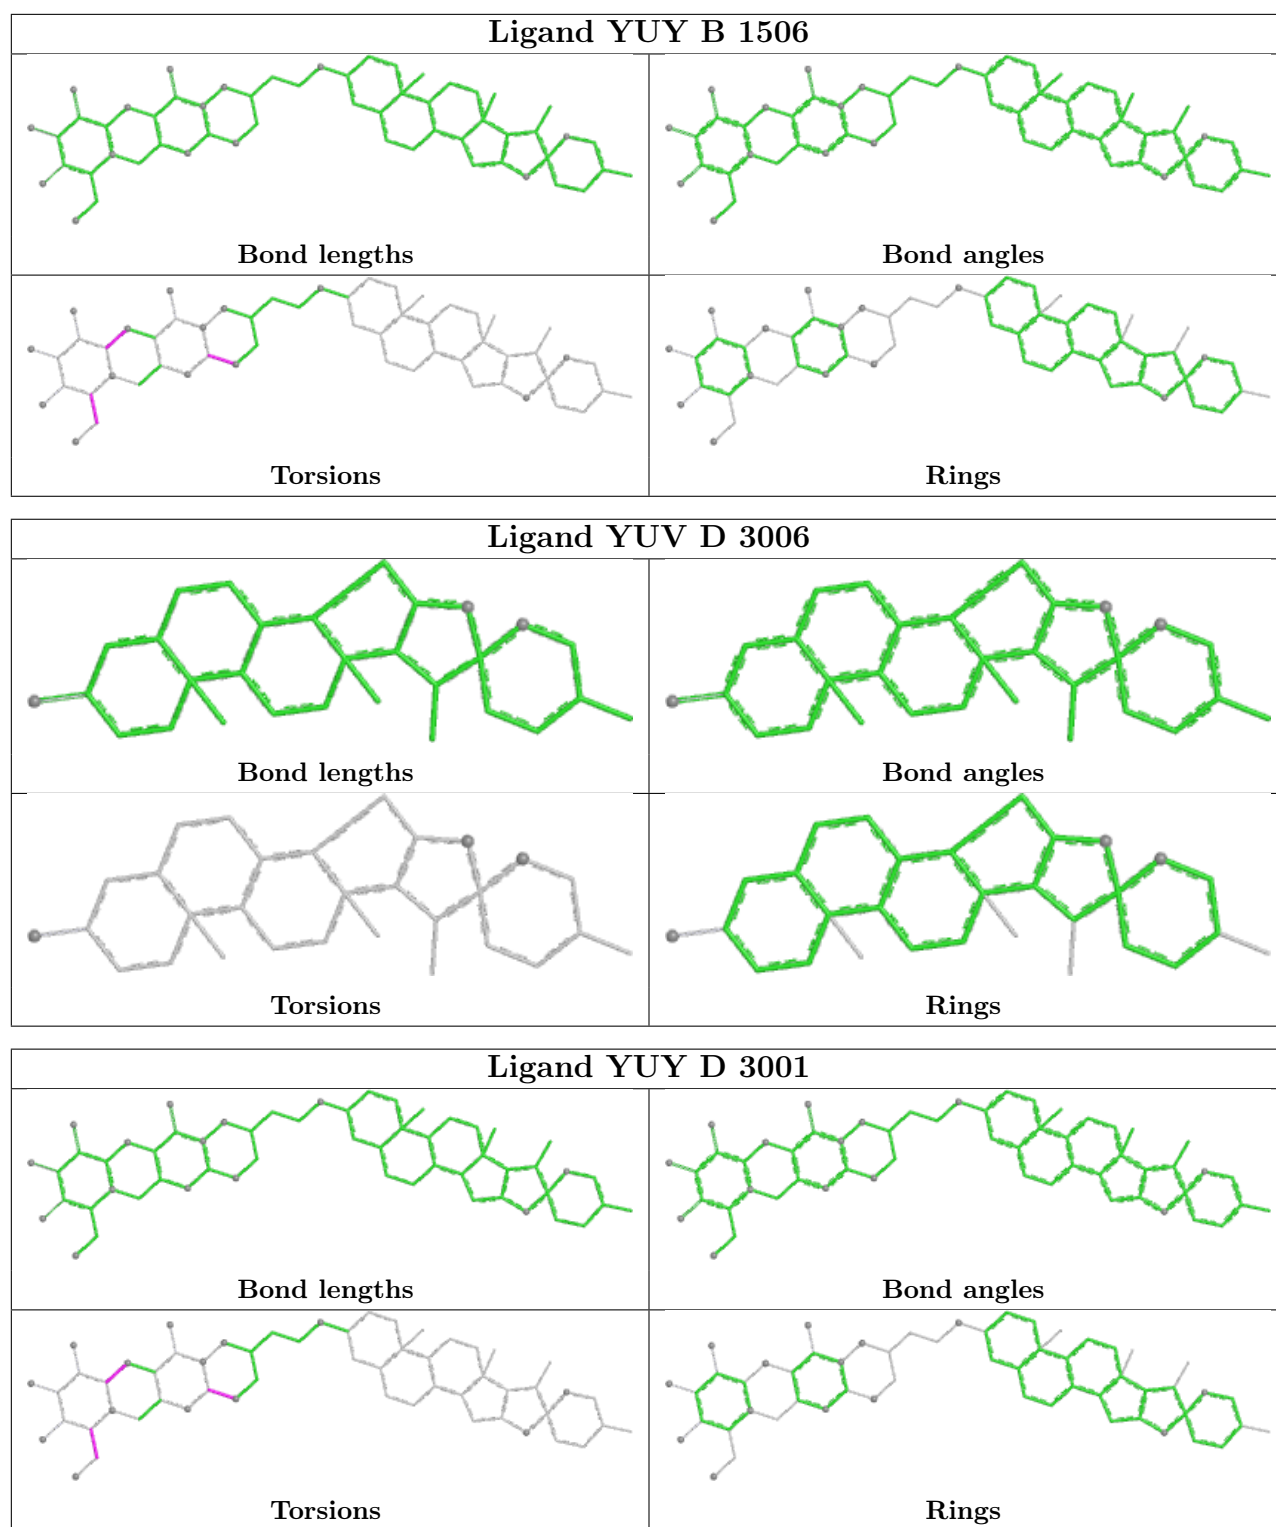 Ligand YUY B 1506
Bond lengths
Bond angles
Torsions
Rings
Ligand YUV D 3006
Bond lengths
Bond angles
Torsions
Rings
Ligand YUY D 3001
Bond lengths
Bond angles
Torsions
Rings